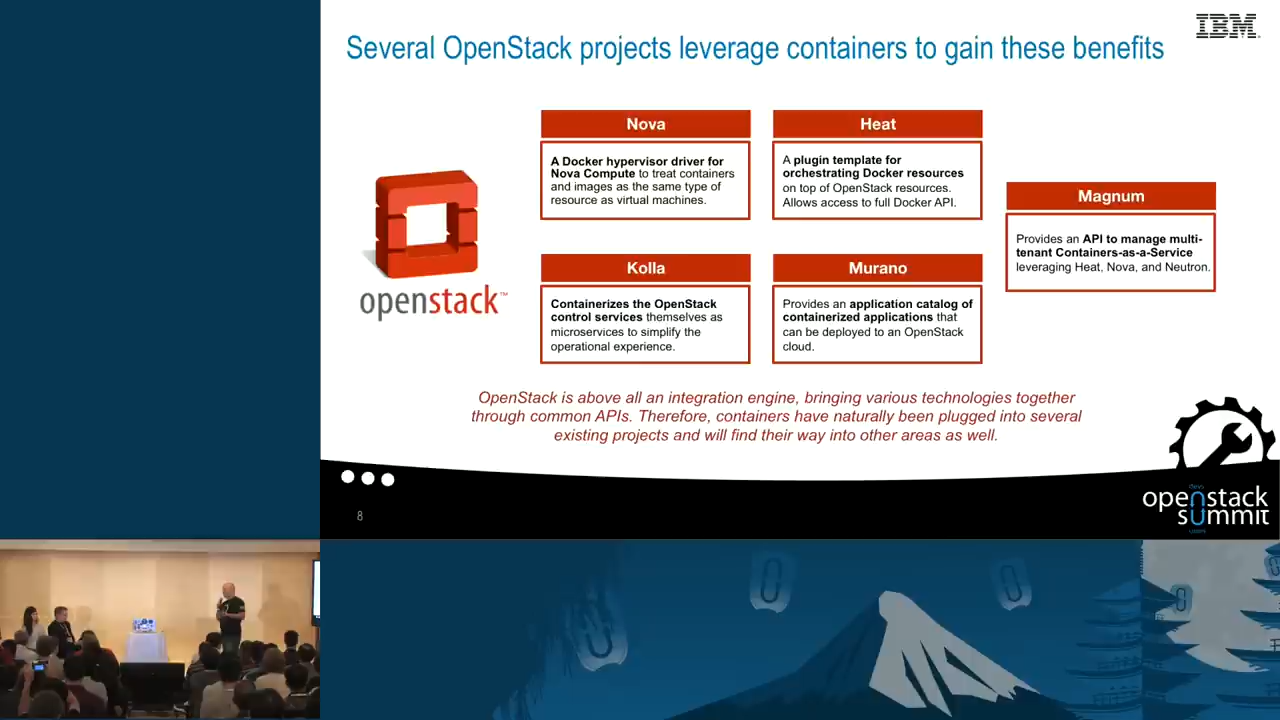 IBM
Several OpenStack projects leverage containers to gain these benefits
Nova
A Docker hypervisor driver for
Nova Compute to treat containers
and images as the same type of
resource as virtual machines.
Heat
A plugin template for
orchestrating Docker resources
on top of OpenStack resources.
Allows access to full Docker API.
Magnum
Provides an API to manage multi-
tenant Containers-as-a-Service
leveraging Heat, Nova, and Neutron.
openstack™
Kolla
Containerizes the OpenStack
control services themselves as
microservices to simplify the
operational experience.
Murano
Provides an application catalog of
containerized applications that
can be deployed to an OpenStack
cloud.
OpenStack is above all an integration engine, bringing various technologies together
through common APIs. Therefore, containers have naturally been plugged into several
existing projects and will find their way into other areas as well.
8
openstack
summit